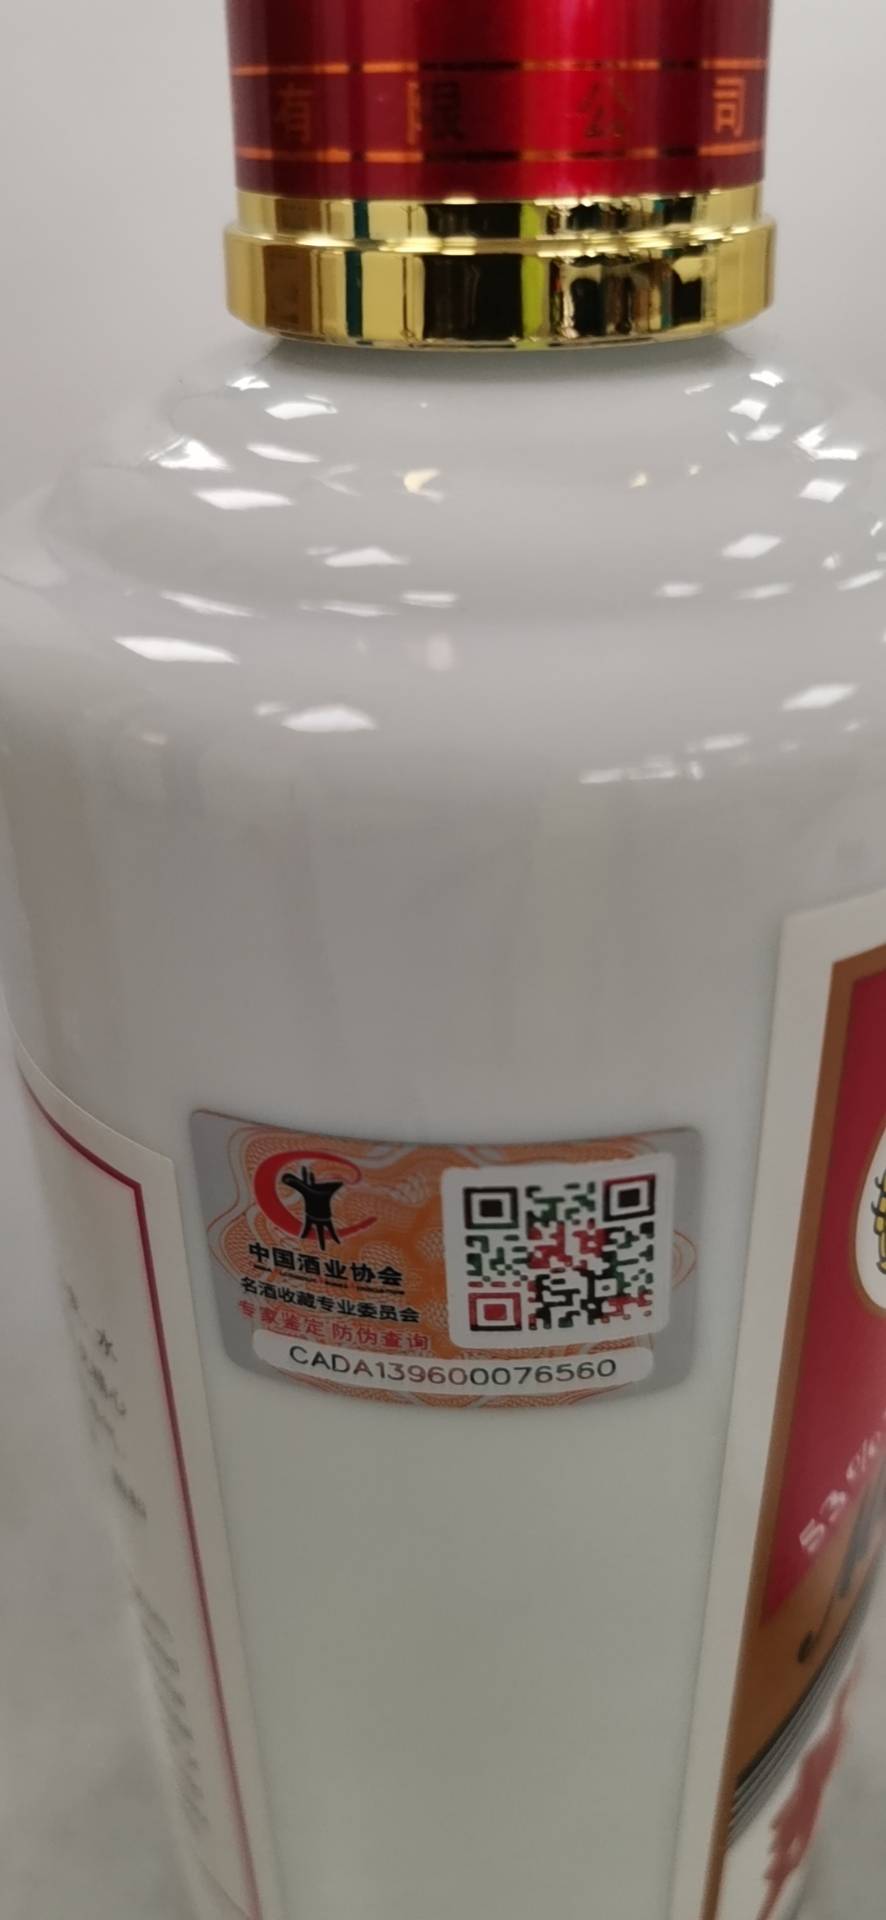 有限公司
中国酒业协会
名酒收藏专业委员会
专家鉴定 防伪查询
CADA139600076560
53%